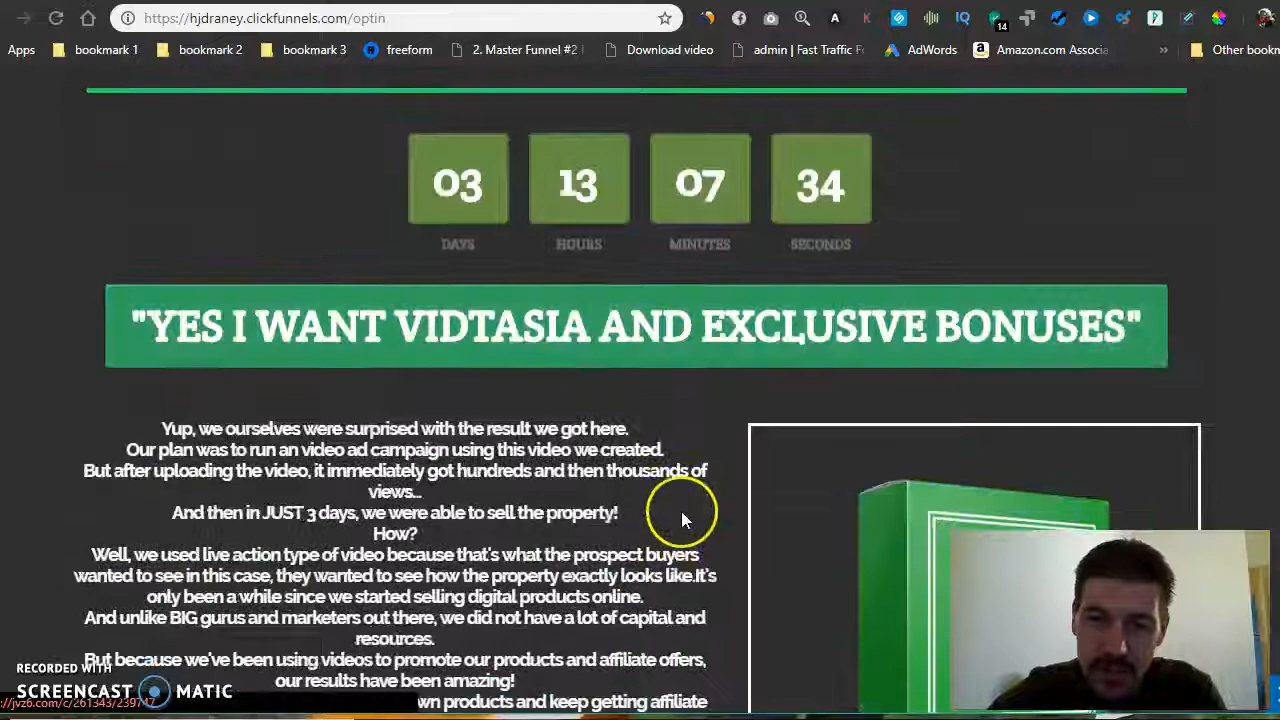 https://hjdraney.clickfunnels.com/optin
14
Apps bookmark 1 bookmark 2 bookmark 3 freeform 2. Master Funnel #2 Download video admin | Fast Traffic F AdWords Amazon.com Associa » Other bookm
03 13 07 34
DAYS HOURS MINUTES SECONDS
"YES I WANT VIDTASIA AND EXCLUSIVE BONUSES"
Yup, we ourselves were surprised with the result we got here.
Our plan was to run an video ad campaign using this video we created.
But after uploading the video, it immediately got hundreds and then thousands of
views...
And then in JUST 3 days, we were able to sell the property!
How?
Well, we used live action type of video because that's what the prospect buyers
wanted to see in this case, they wanted to see how the property exactly looks like.It's
only been a while since we started selling digital products online.
And unlike BIG gurus and marketers out there, we did not have a lot of capital and
resources.
But because we've been using videos to promote our products and affiliate offers,
our results have been amazing!
wn products and keep getting affiliate
RECORDED WITH
SCREENCAST MATIC